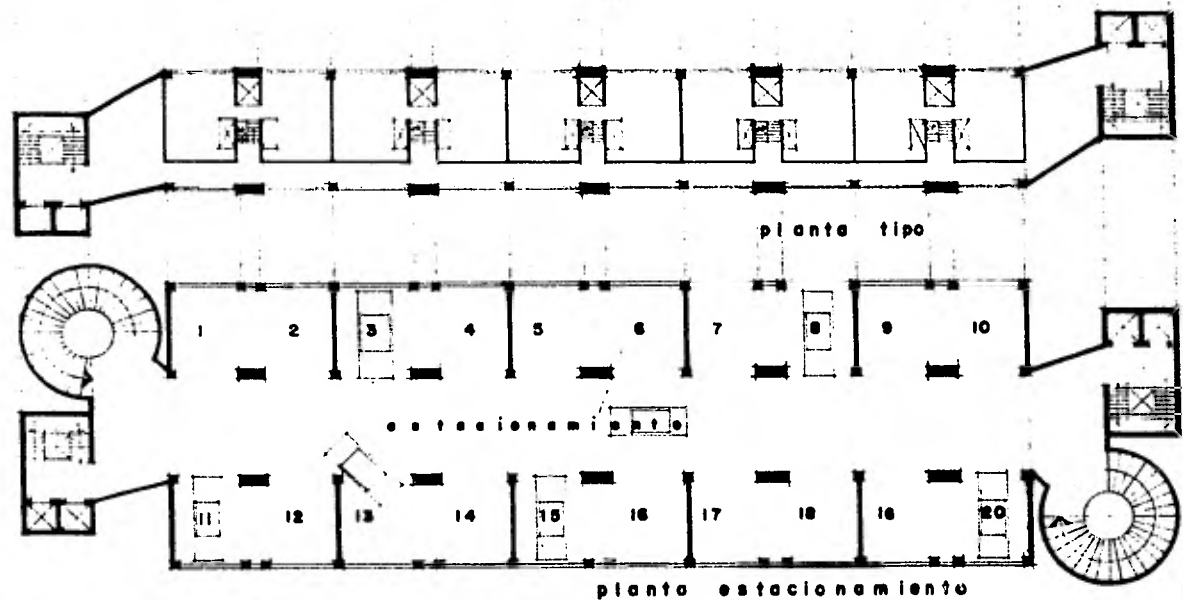 planta tipo
1 2 3 4 5 6 7 8 9 10
estacionamiento
11 12 13 14 15 16 17 18 16 20
planta estacionamiento